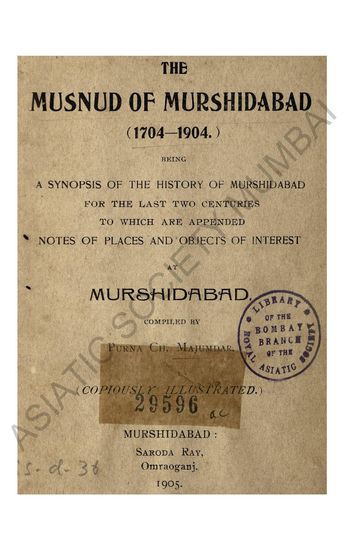 THE
MUSNUD OF MURSHIDABAD
(1704—1904.)
BEING
A SYNOPSIS OF THE HISTORY OF MURSHIDABAD
FOR THE LAST TWO CENTURIES
TO WHICH ARE APPENDED
NOTES OF PLACES AND OBJECTS OF INTEREST
AT
MURSHIDABAD.
COMPILED BY
PURNA CH. MAJUMDAR.
(COPIOUSLY ILLUSTRATED.)
29596
MURSHIDABAD:
SARODA RAY,
Omraoganj.
1905.
LIBRARY
OF THE
BOMBAY
BRANCH
OF THE
ROYAL ASIATIC SOCIETY
ASIATIC SOCIETY MUMBAI